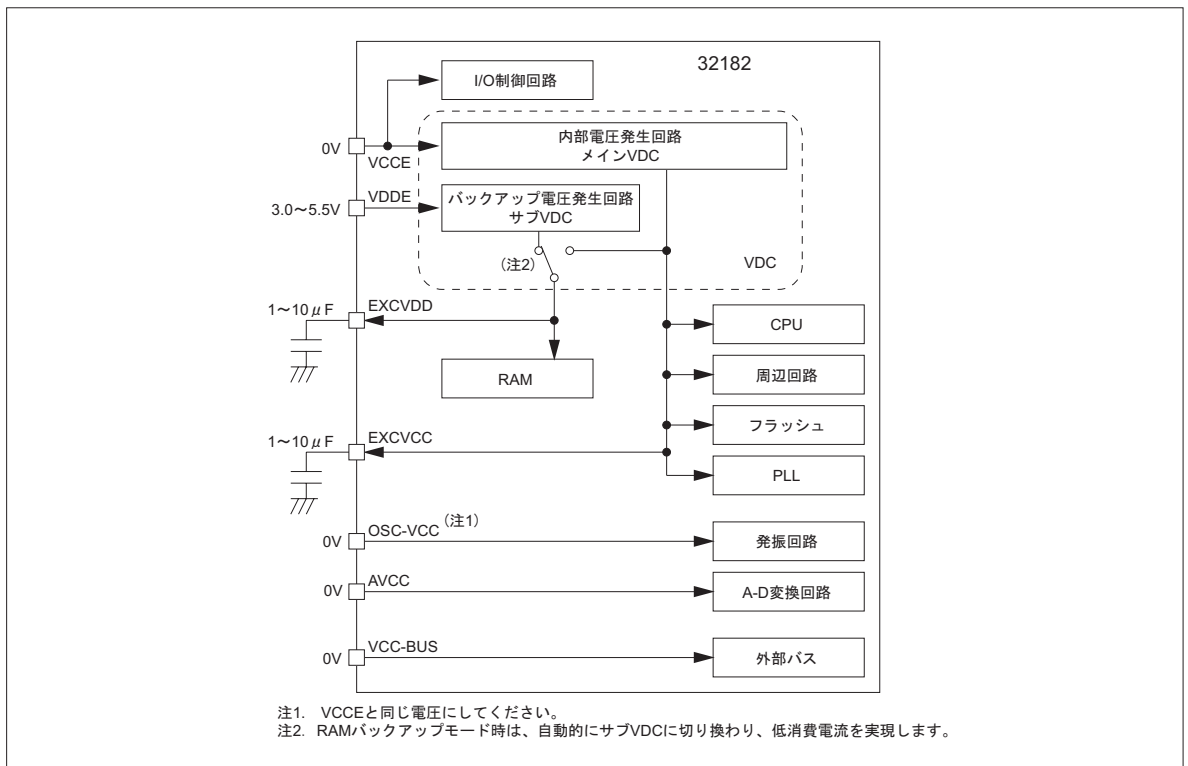 32182
I/O制御回路
内部電圧発生回路
メインVDC
0V
VCCE
バックアップ電圧発生回路
サブVDC
3.0～5.5V
VDDE
（注2）
VDC
1～10μF
EXCVDD
CPU
RAM
周辺回路
フラッシュ
1～10μF
EXCVCC
PLL
0V
OSC-VCC（注1）
発振回路
0V
AVCC
A-D変換回路
0V
VCC-BUS
外部バス
注1. VCCEと同じ電圧にしてください。
注2. RAMバックアップモード時は、自動的にサブVDCに切り換わり、低消費電流を実現します。